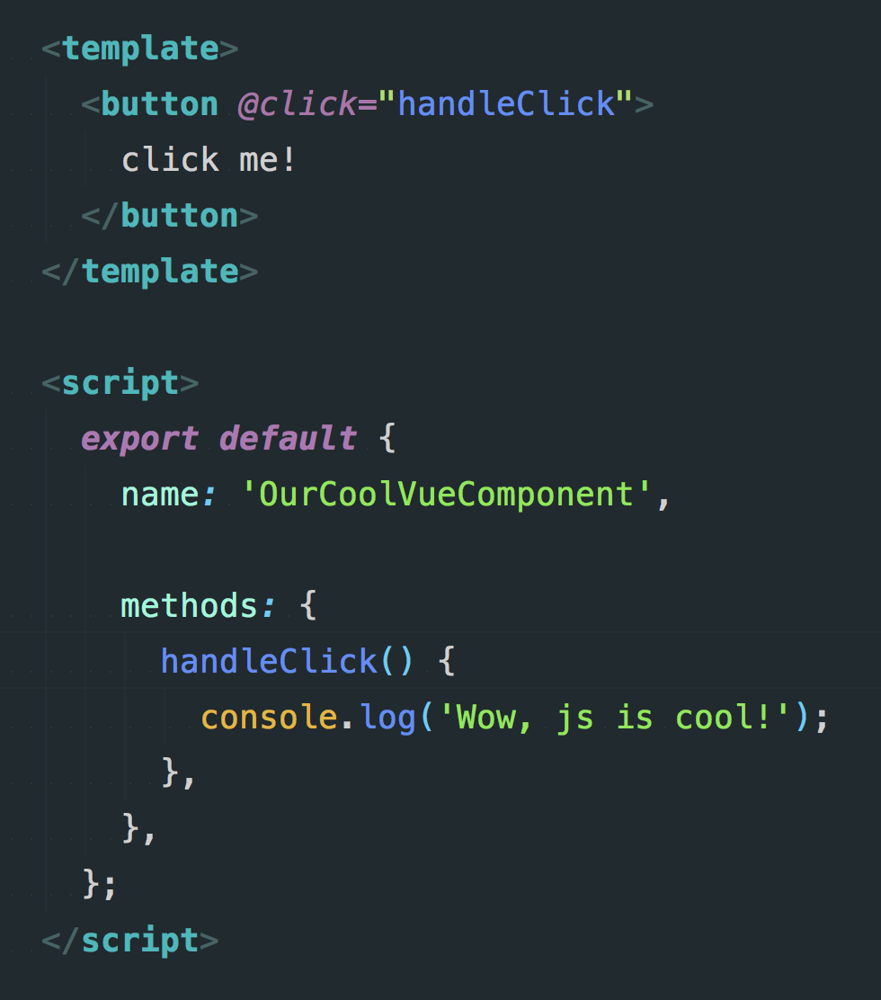 <template>
<button @click="handleClick">
click me!
</button>
</template>
<script>
export default {
name: 'OurCoolVueComponent',
methods: {
handleClick() {
console.log('Wow, js is cool!');
},
},
};
</script>